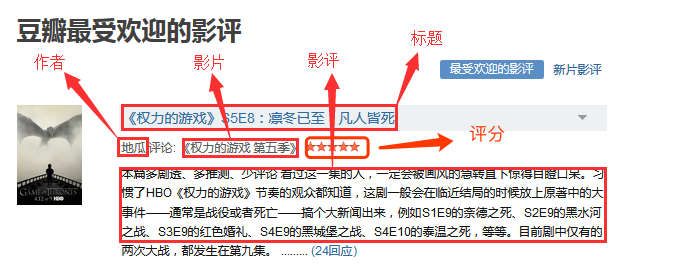 豆瓣最受欢迎的影评
作者
影片
影评
标题
最受欢迎的影评 新片影评
《权力的游戏》S5E8：凛冬已至，凡人皆死
地瓜评论: 《权力的游戏 第五季》 ★★★★★
评分
本篇多剧透、多推测、少评论 看过这一集的人，一定会被画风的急转直下惊得目瞪口呆。习
惯了HBO《权力的游戏》节奏的观众都知道，这剧一般会在临近结局的时候放上原著中的大
事件——通常是战役或者死亡——搞个大新闻出来，例如S1E9的奈德之死、S2E9的黑水河
之战、S3E9的红色婚礼、S4E9的黑城堡之战、S4E10的泰温之死，等等。目前剧中仅有的
两次大战，都发生在第九集。 ......... (24回应)
GAME OF THRONES
4.12 HBO